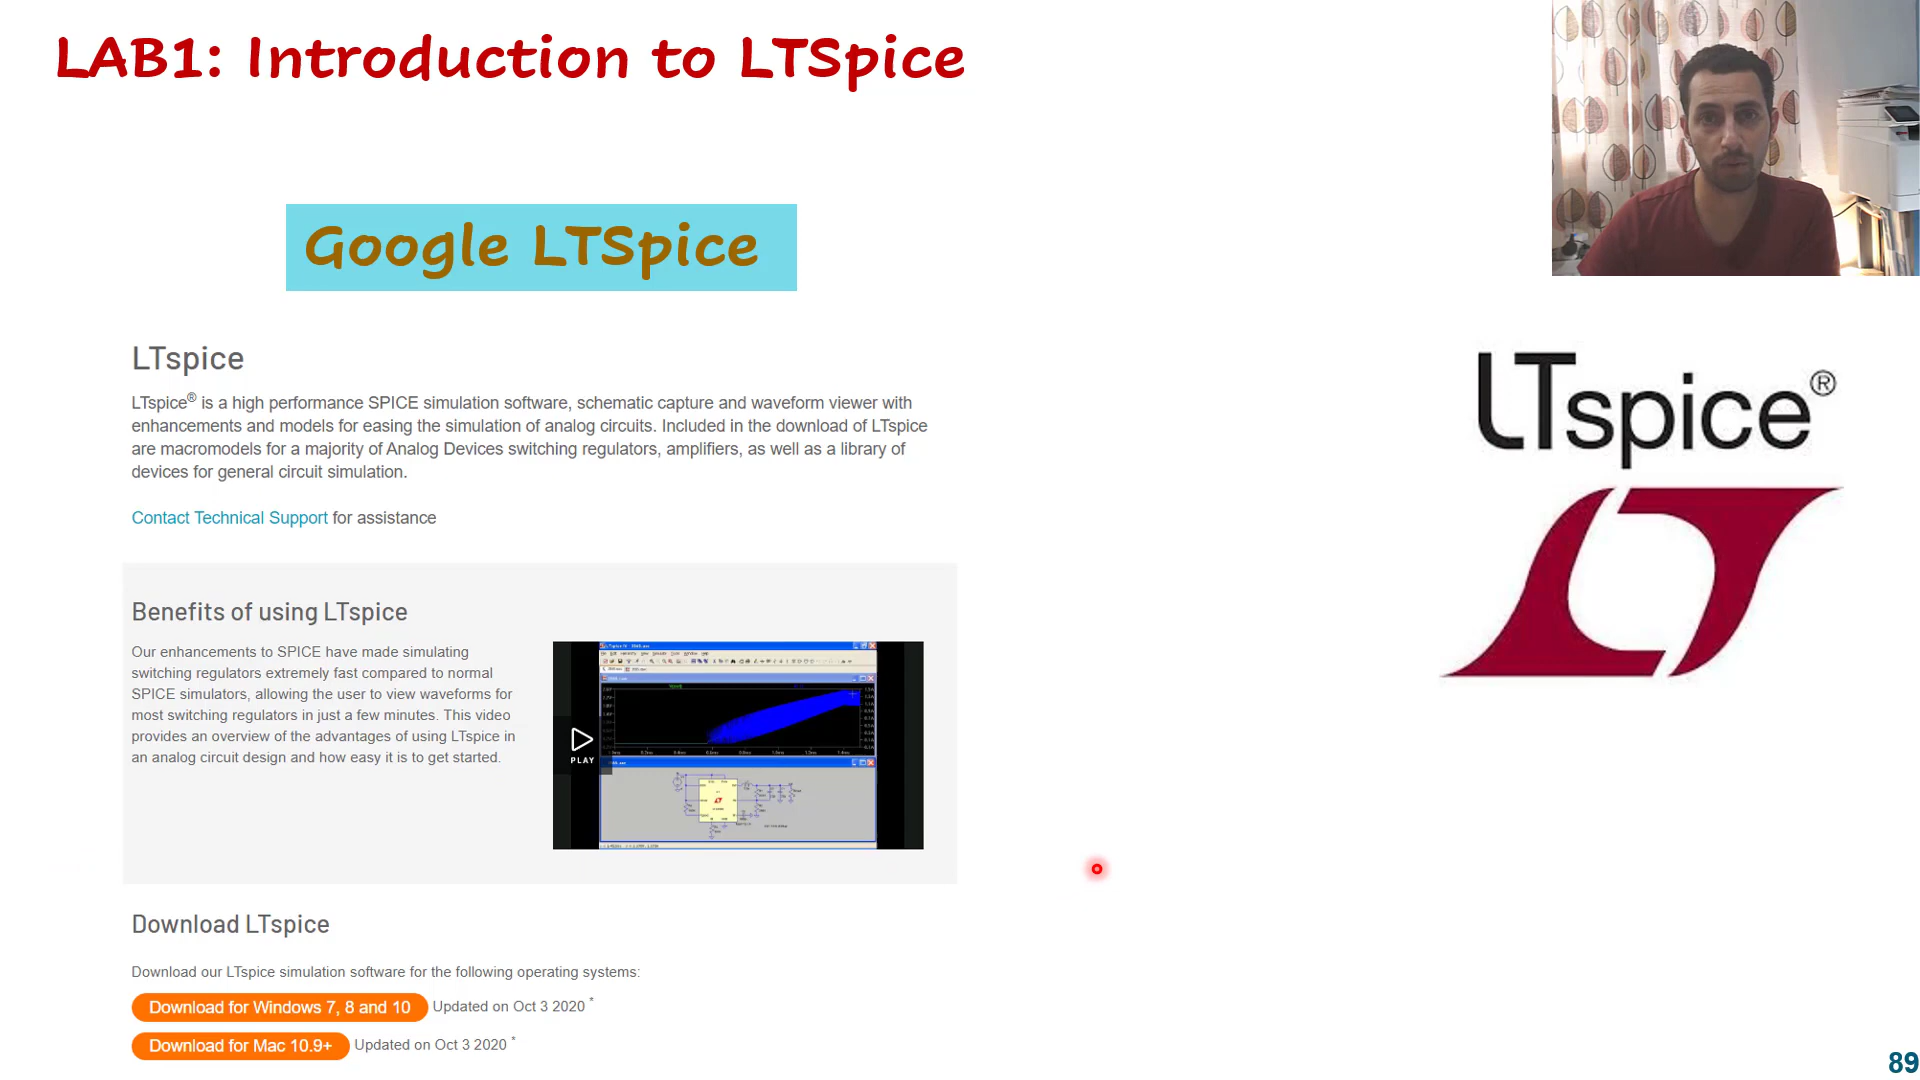 LAB1: Introduction to LTSpice
Google LTSpice
LTspice
LTspice® is a high performance SPICE simulation software, schematic capture and waveform viewer with
enhancements and models for easing the simulation of analog circuits. Included in the download of LTspice
are macromodels for a majority of Analog Devices switching regulators, amplifiers, as well as a library of
devices for general circuit simulation.
Contact Technical Support for assistance
LTspice®
Benefits of using LTspice
Our enhancements to SPICE have made simulating
switching regulators extremely fast compared to normal
SPICE simulators, allowing the user to view waveforms for
most switching regulators in just a few minutes. This video
provides an overview of the advantages of using LTspice in
an analog circuit design and how easy it is to get started.
PLAY
Download LTspice
Download our LTspice simulation software for the following operating systems:
Download for Windows 7, 8 and 10 Updated on Oct 3 2020 *
Download for Mac 10.9+ Updated on Oct 3 2020 *
89